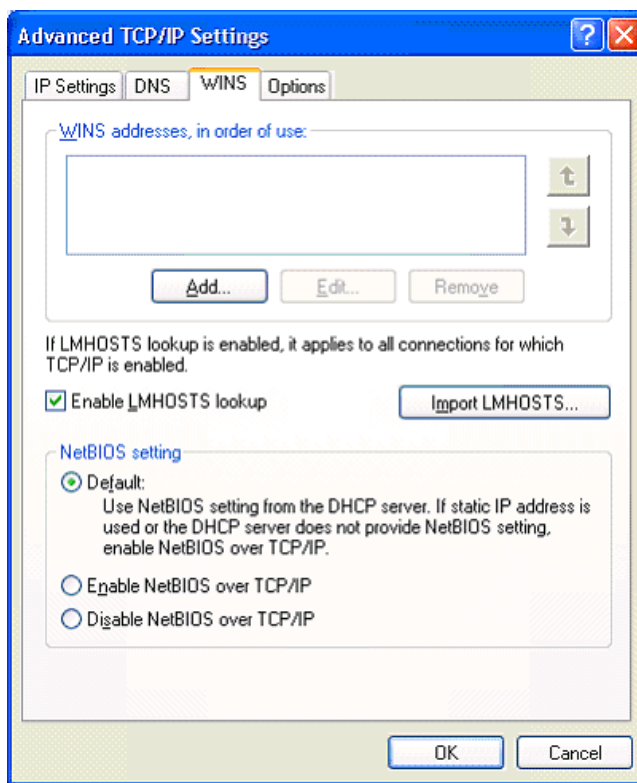 Advanced TCP/IP Settings
IP Settings DNS WINS Options
WINS addresses, in order of use:
Add... Edit... Remove
If LMHOSTS lookup is enabled, it applies to all connections for which
TCP/IP is enabled.
Enable LMHOSTS lookup Import LMHOSTS...
NetBIOS setting
Default:
Use NetBIOS setting from the DHCP server. If static IP address is
used or the DHCP server does not provide NetBIOS setting,
enable NetBIOS over TCP/IP.
Enable NetBIOS over TCP/IP
Disable NetBIOS over TCP/IP
OK Cancel